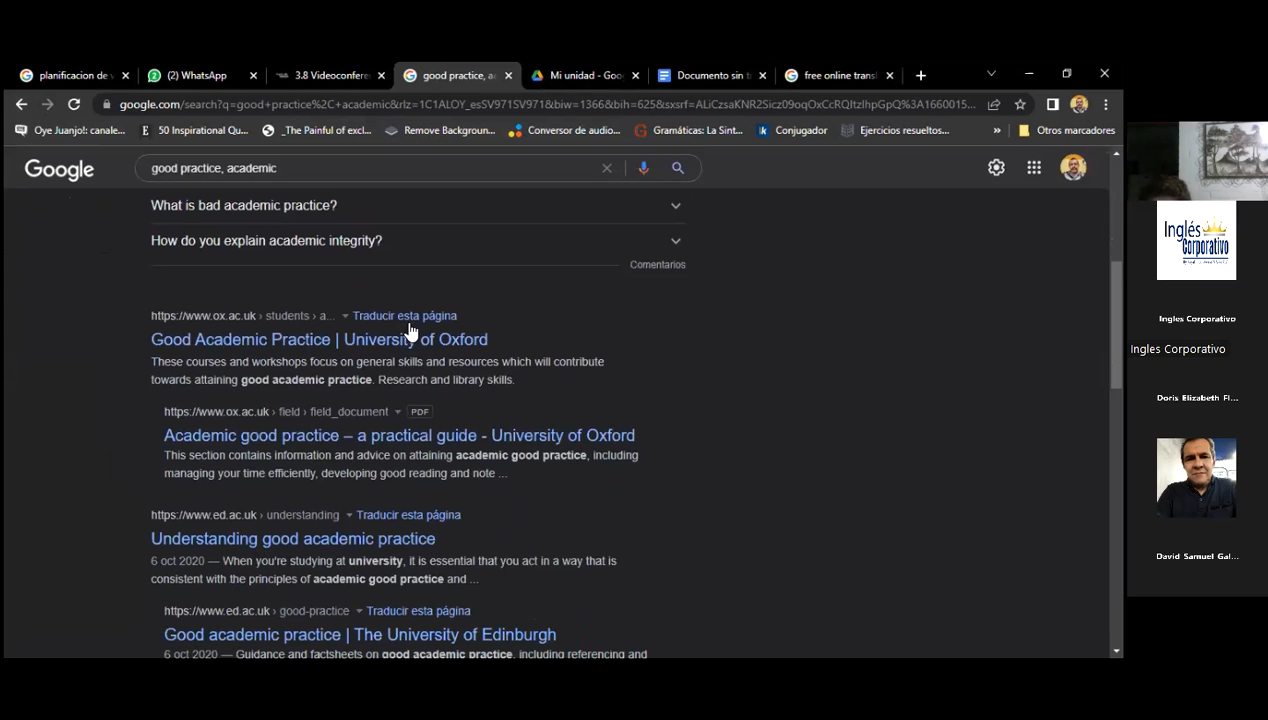 planificacion de v
(2) WhatsApp
3.8 Videoconfere
good practice, ac
Mi unidad - Goo
Documento sin t
free online transl
google.com/search?q=good+practice%2C+academic&rlz=1C1ALOY_esSV971SV971&biw=1366&bih=625&sxsrf=ALiCzsaKNR2Sicz09oqOxCcRQJtzIhpGpQ%3A1660015...
Oye Juanjo!: canale...
50 Inspirational Qu...
_The Painful of excl...
Remove Backgroun...
Conversor de audio...
Gramáticas: La Sint...
Conjugador
Ejercicios resueltos...
»
Otros marcadores
Google
good practice, academic
What is bad academic practice?
How do you explain academic integrity?
Comentarios
https://www.ox.ac.uk › students › a... Traducir esta página
Good Academic Practice | University of Oxford
These courses and workshops focus on general skills and resources which will contribute
towards attaining good academic practice. Research and library skills.
https://www.ox.ac.uk › field › field_document PDF
Academic good practice – a practical guide - University of Oxford
This section contains information and advice on attaining academic good practice, including
managing your time efficiently, developing good reading and note ...
https://www.ed.ac.uk › understanding Traducir esta página
Understanding good academic practice
6 oct 2020 — When you're studying at university, it is essential that you act in a way that is
consistent with the principles of academic good practice and ...
https://www.ed.ac.uk › good-practice Traducir esta página
Good academic practice | The University of Edinburgh
6 oct 2020 — Guidance and factsheets on good academic practice, including referencing and
Inglés
Corporativo
Ingles Corporativo
Ingles Corporativo
Doris Elizabeth Fl...
David Samuel Gal...